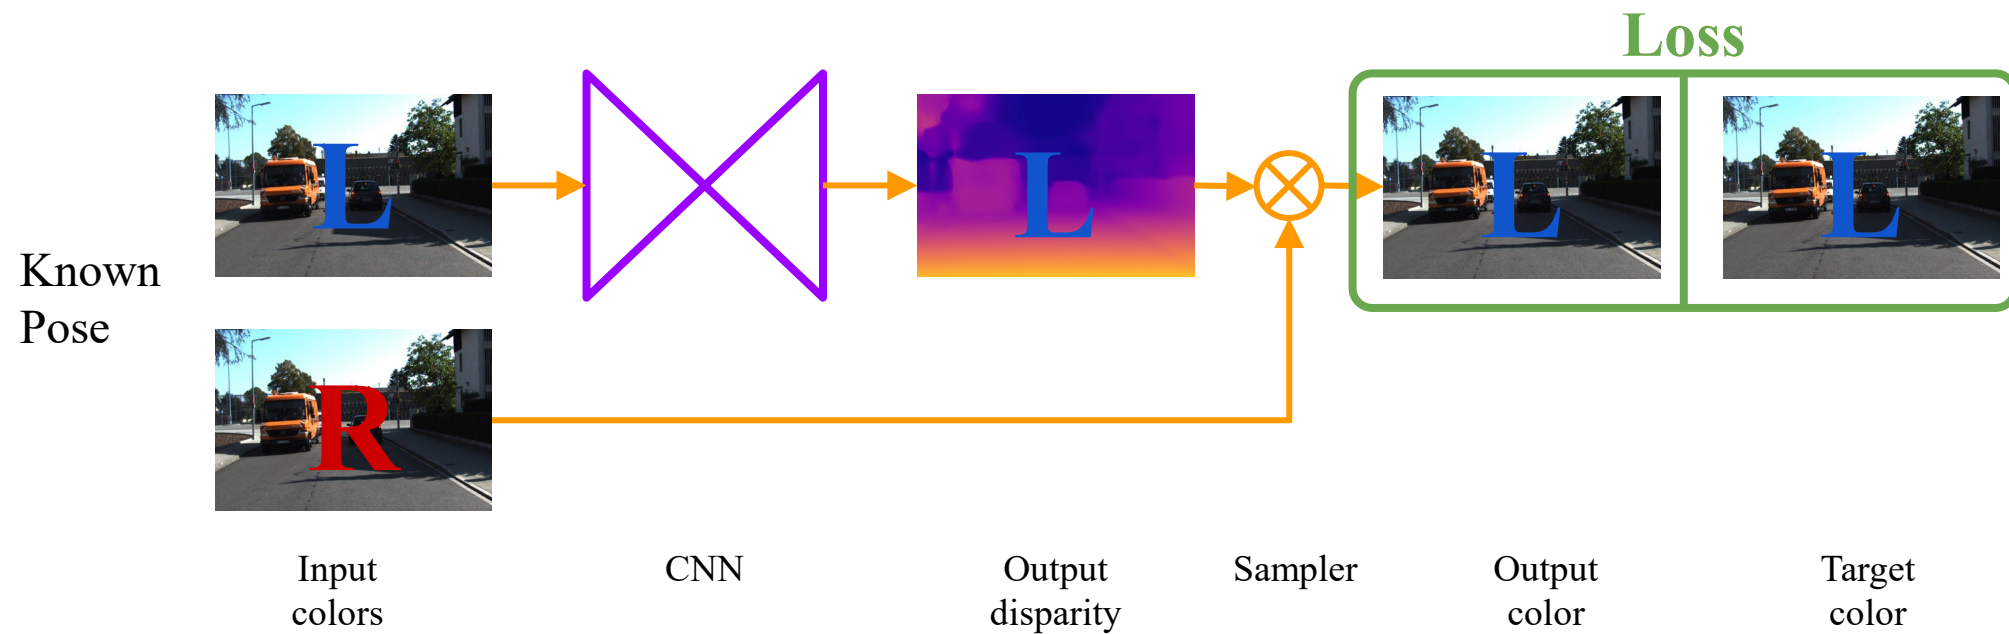 Loss
L
L
L
L
Known
Pose
R
Input
colors
CNN
Output
disparity
Sampler
Output
color
Target
color